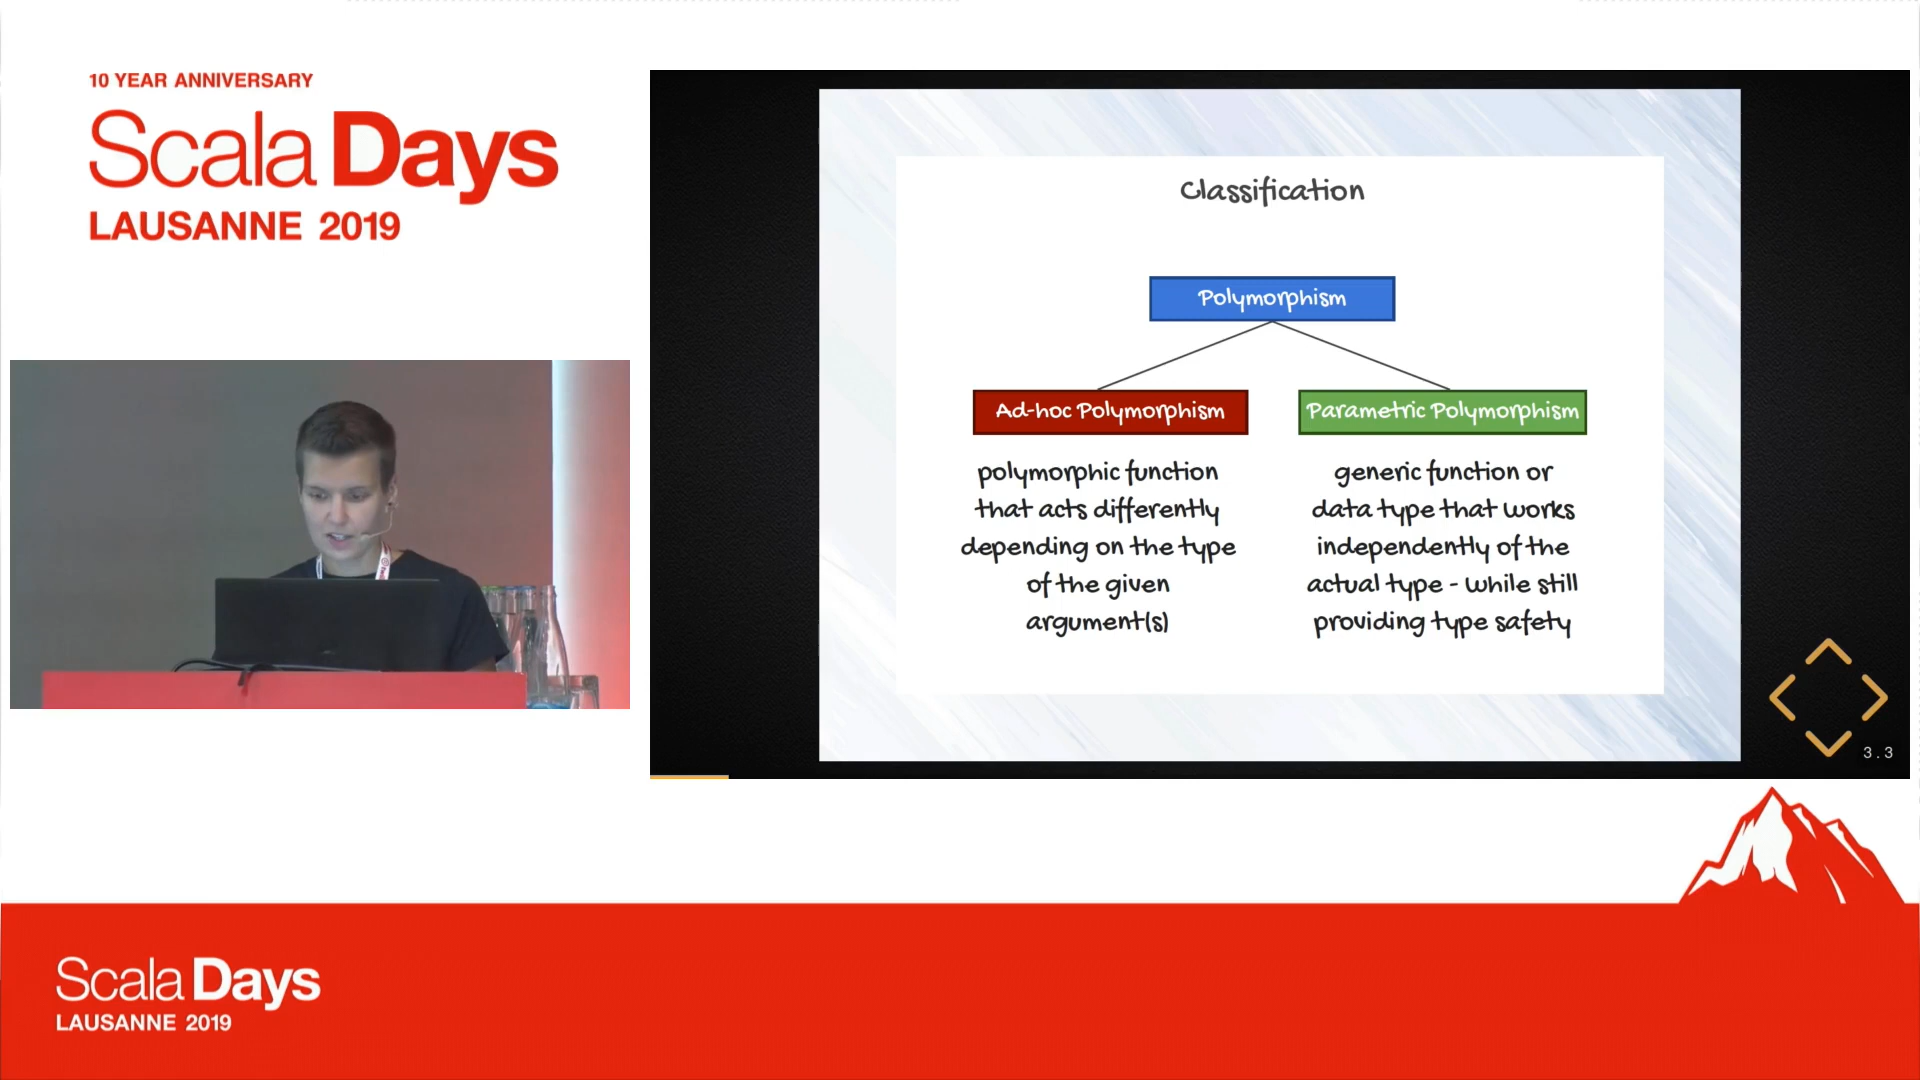 10 YEAR ANNIVERSARY
Scala Days
LAUSANNE 2019
Classification
Polymorphism
Ad-hoc Polymorphism
Parametric Polymorphism
polymorphic function
that acts differently
depending on the type
of the given
argument(s)
generic function or
data type that works
independently of the
actual type - while still
providing type safety
3.3
Scala Days
LAUSANNE 2019